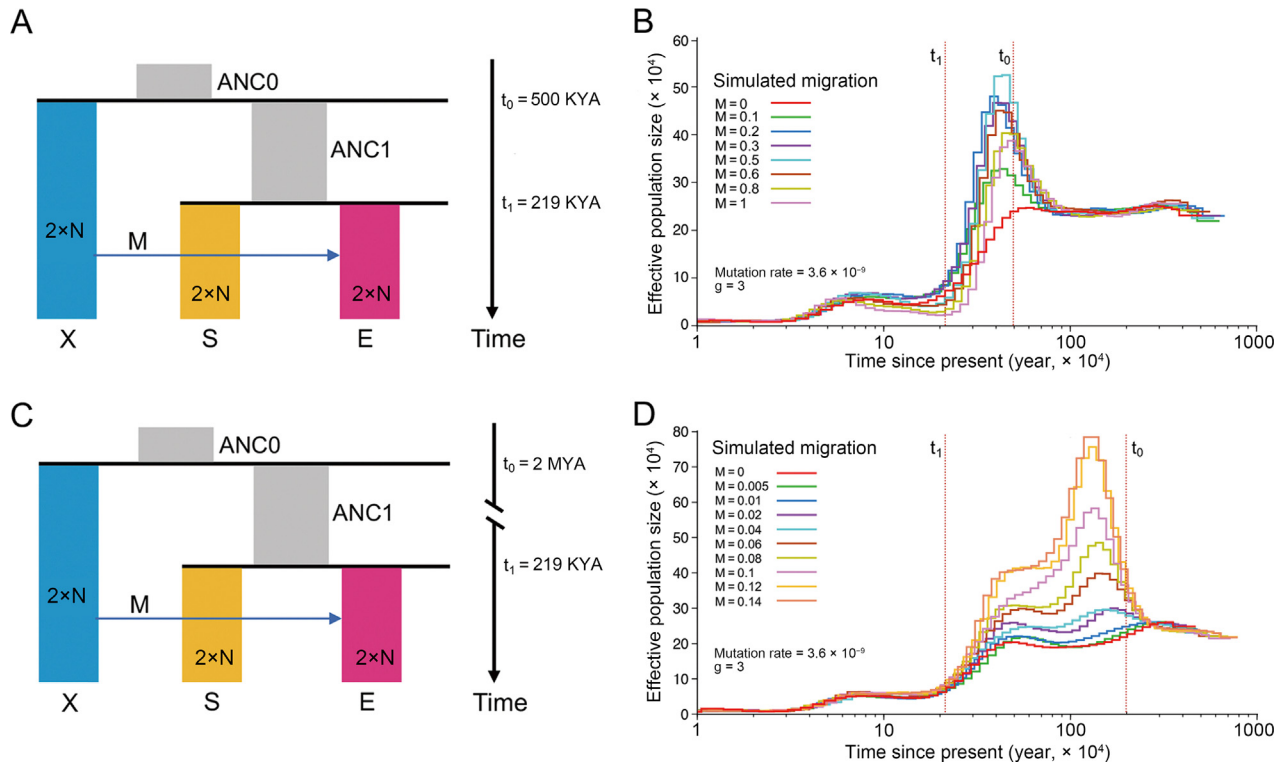 A
ANC0
t₀ = 500 KYA
ANC1
t₁ = 219 KYA
2×N
M
2×N
2×N
X
S
E
Time
B
Effective population size (× 10⁴)
60
50
40
30
20
10
0
t₁
t₀
Simulated migration
M = 0
M = 0.1
M = 0.2
M = 0.3
M = 0.5
M = 0.6
M = 0.8
M = 1
Mutation rate = 3.6 × 10⁻⁹
g = 3
1
10
100
1000
Time since present (year, × 10⁴)
C
ANC0
t₀ = 2 MYA
ANC1
t₁ = 219 KYA
2×N
M
2×N
2×N
X
S
E
Time
D
Effective population size (× 10⁴)
80
70
60
50
40
30
20
10
0
t₁
t₀
Simulated migration
M = 0
M = 0.005
M = 0.01
M = 0.02
M = 0.04
M = 0.06
M = 0.08
M = 0.1
M = 0.12
M = 0.14
Mutation rate = 3.6 × 10⁻⁹
g = 3
1
10
100
1000
Time since present (year, × 10⁴)